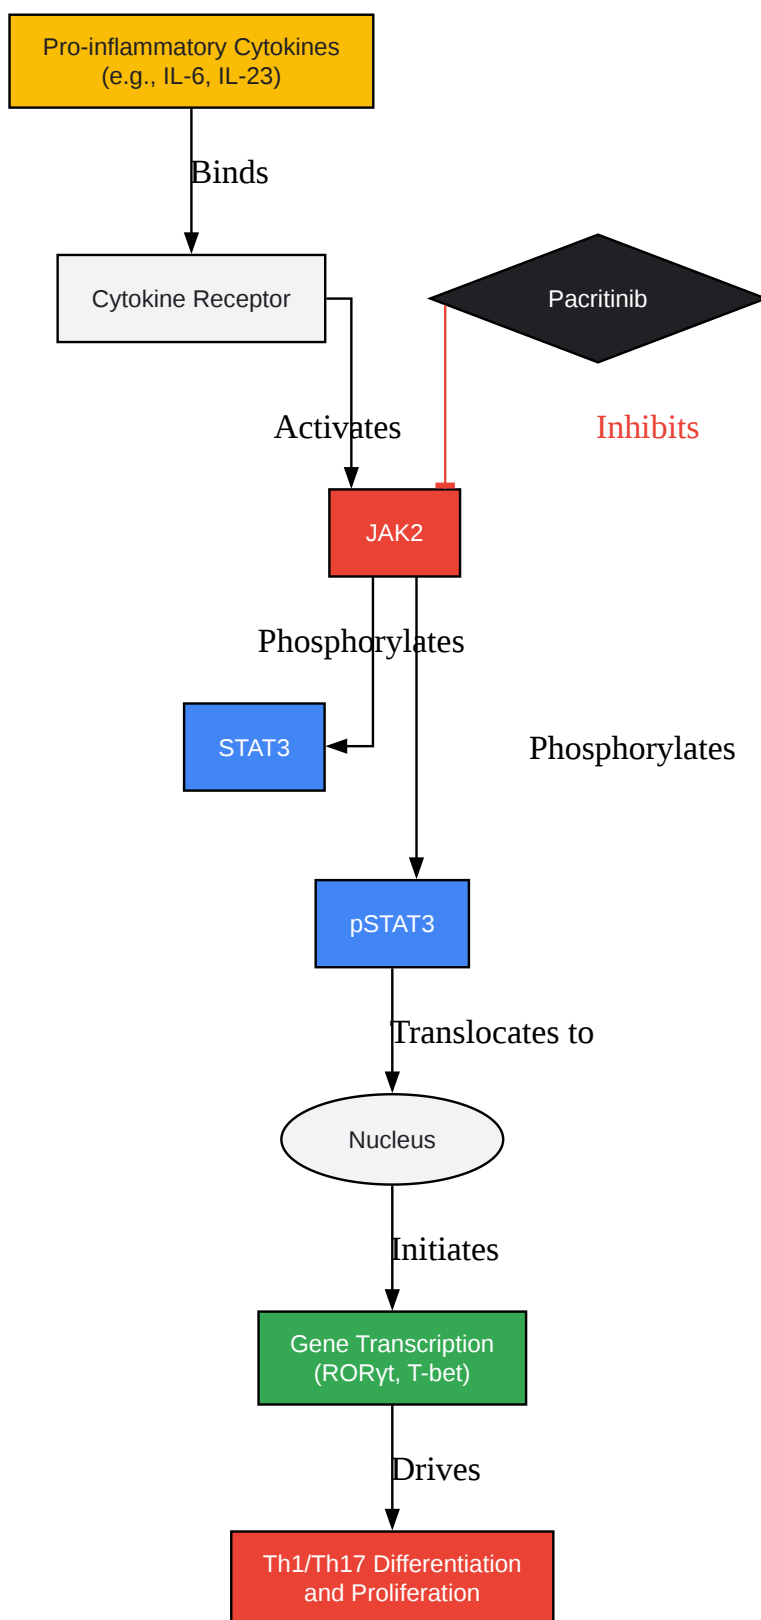 Pro-inflammatory Cytokines
(e.g., IL-6, IL-23)
Binds
Cytokine Receptor
Pacritinib
Activates
Inhibits
JAK2
Phosphorylates
STAT3
Phosphorylates
pSTAT3
Translocates to
Nucleus
Initiates
Gene Transcription
(RORγt, T-bet)
Drives
Th1/Th17 Differentiation
and Proliferation